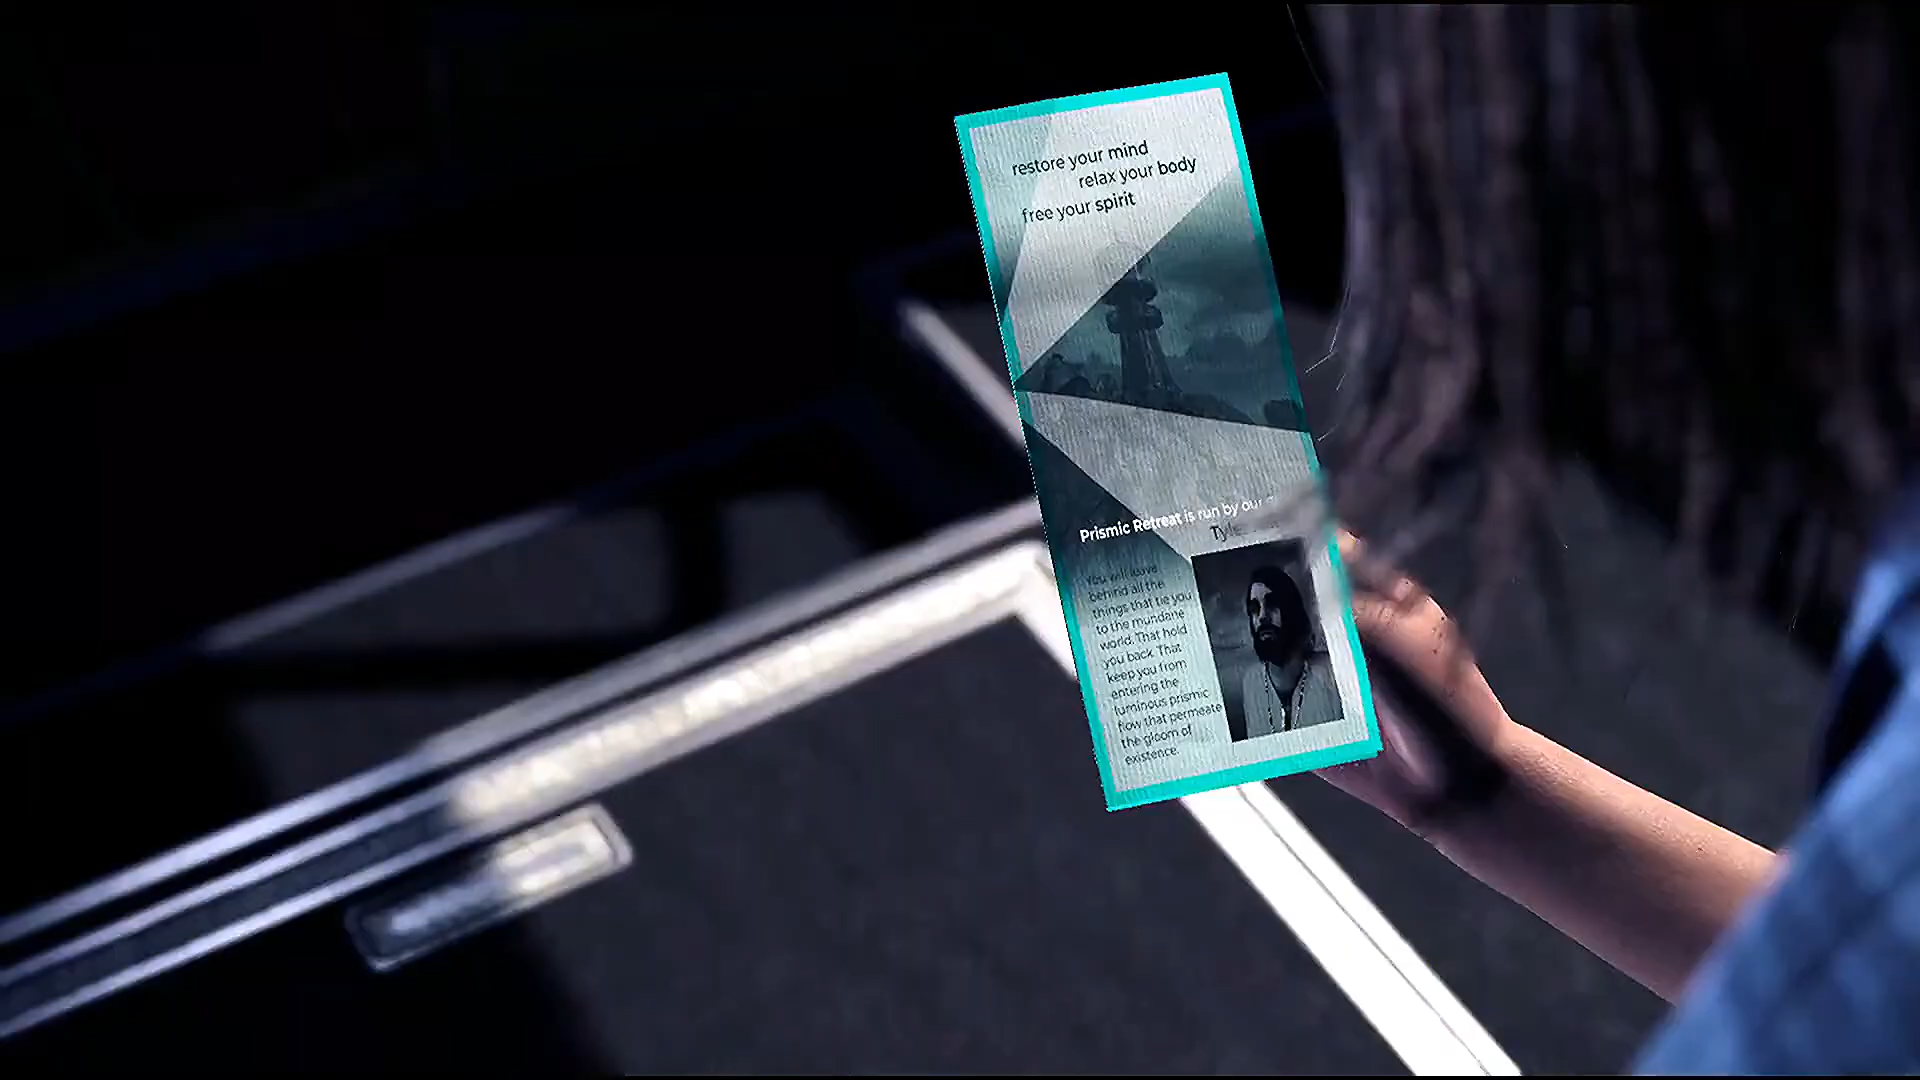 restore your mind
relax your body
free your spirit
Prismic Retreat is run by our
You will leave
behind all the
things that tie you
to the mundane
world. That hold
you back. That
keep you from
entering the
luminous prismic
flow that permeate
the gloom of
existence.